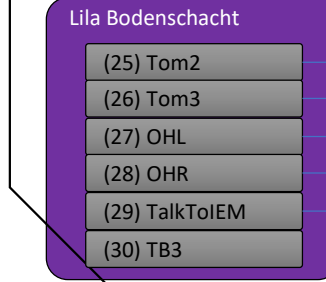 Lila Bodenschacht
(25) Tom2
(26) Tom3
(27) OHL
(28) OHR
(29) TalkToIEM
(30) TB3